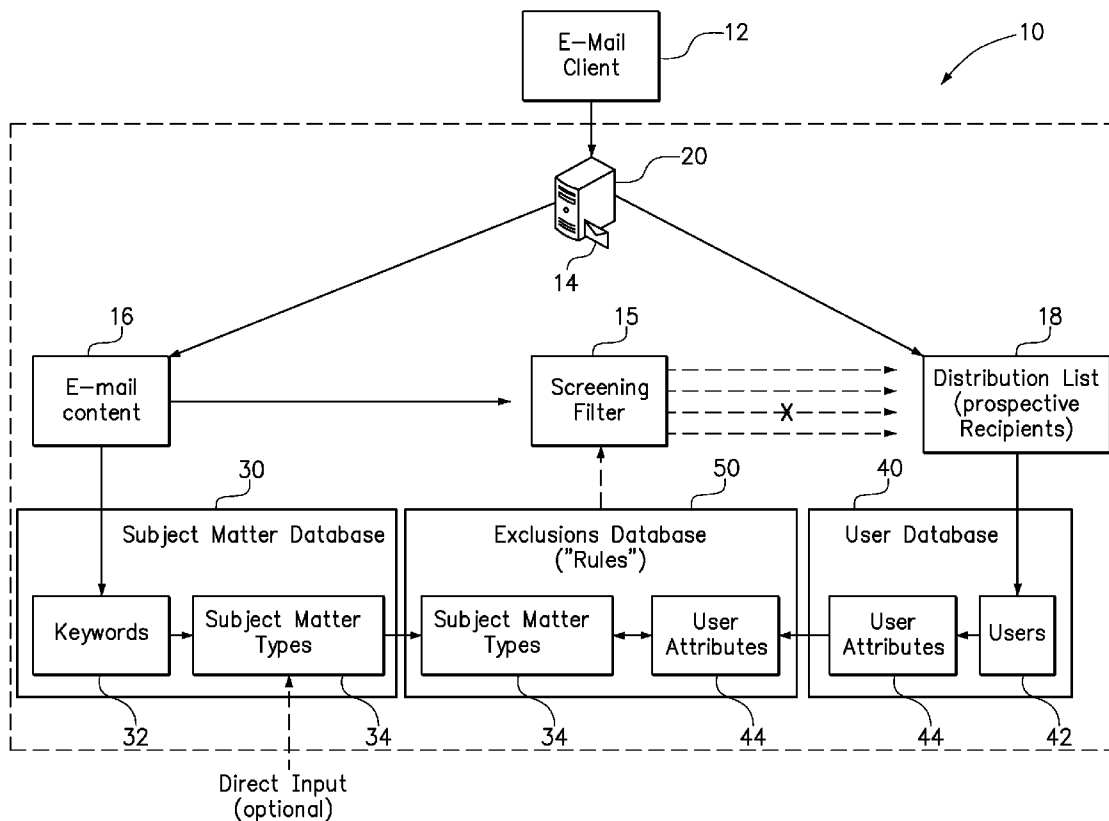 E-Mail
Client
12
10
20
14
16
E-mail
content
15
Screening
Filter
X
18
Distribution List
(prospective
Recipients)
30
Subject Matter Database
Keywords
Subject Matter
Types
32
34
50
Exclusions Database
("Rules")
Subject Matter
Types
User
Attributes
34
44
40
User Database
User
Attributes
Users
44
42
Direct Input
(optional)